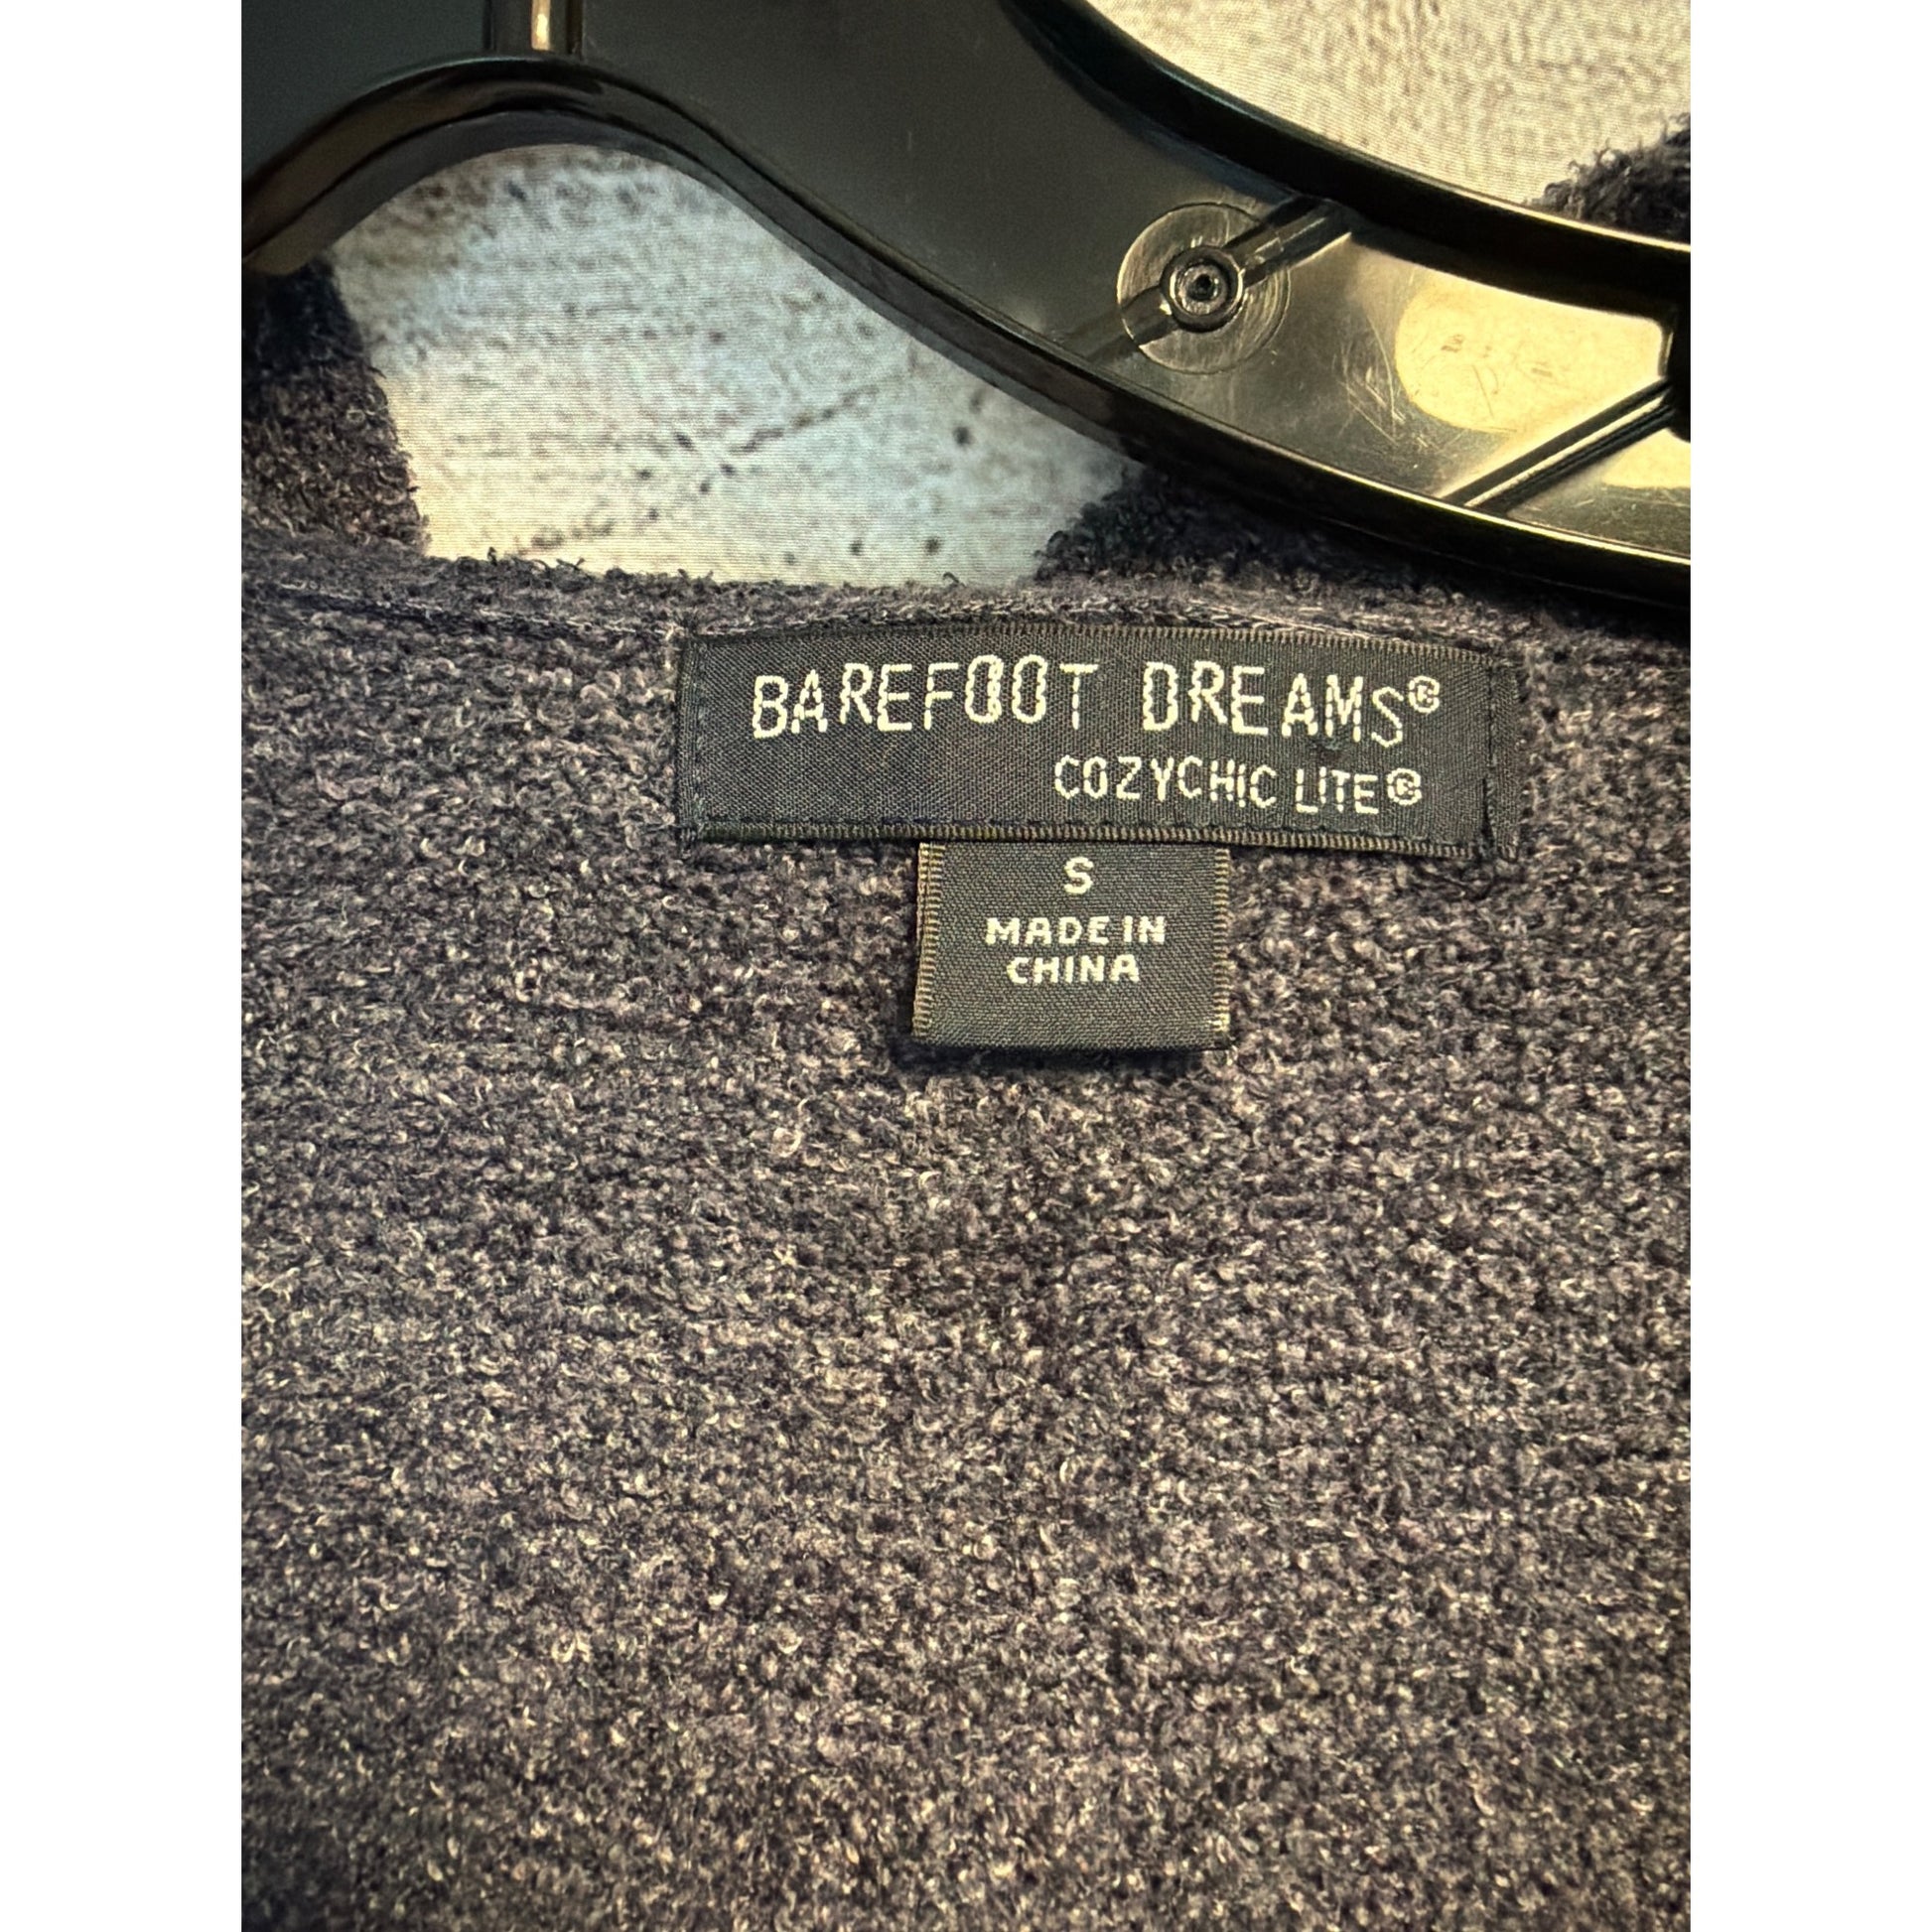 BAREFOOT DREAMS®
COZYCHIC LITE®
S
MADE IN
CHINA